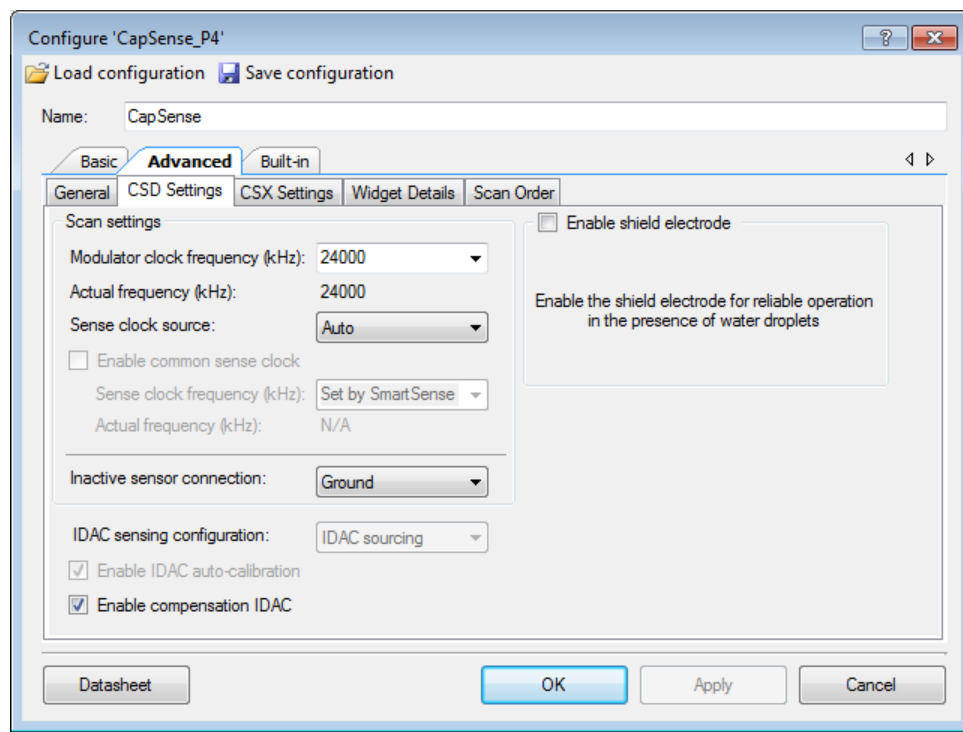 Configure 'CapSense_P4'
Load configuration Save configuration
Name: CapSense
Basic Advanced Built-in
General CSD Settings CSX Settings Widget Details Scan Order
Scan settings
Modulator clock frequency (kHz): 24000
Actual frequency (kHz): 24000
Sense clock source: Auto
Enable common sense clock
Sense clock frequency (kHz): Set by SmartSense
Actual frequency (kHz): N/A
Inactive sensor connection: Ground
IDAC sensing configuration: IDAC sourcing
Enable IDAC auto-calibration
Enable compensation IDAC
Enable shield electrode
Enable the shield electrode for reliable operation
in the presence of water droplets
Datasheet OK Apply Cancel